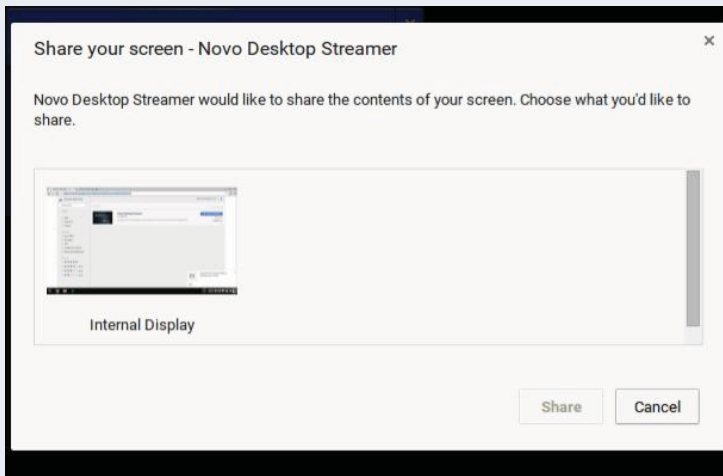 Share your screen - Novo Desktop Streamer
Novo Desktop Streamer would like to share the contents of your screen. Choose what you'd like to
share.
Internal Display
Share
Cancel